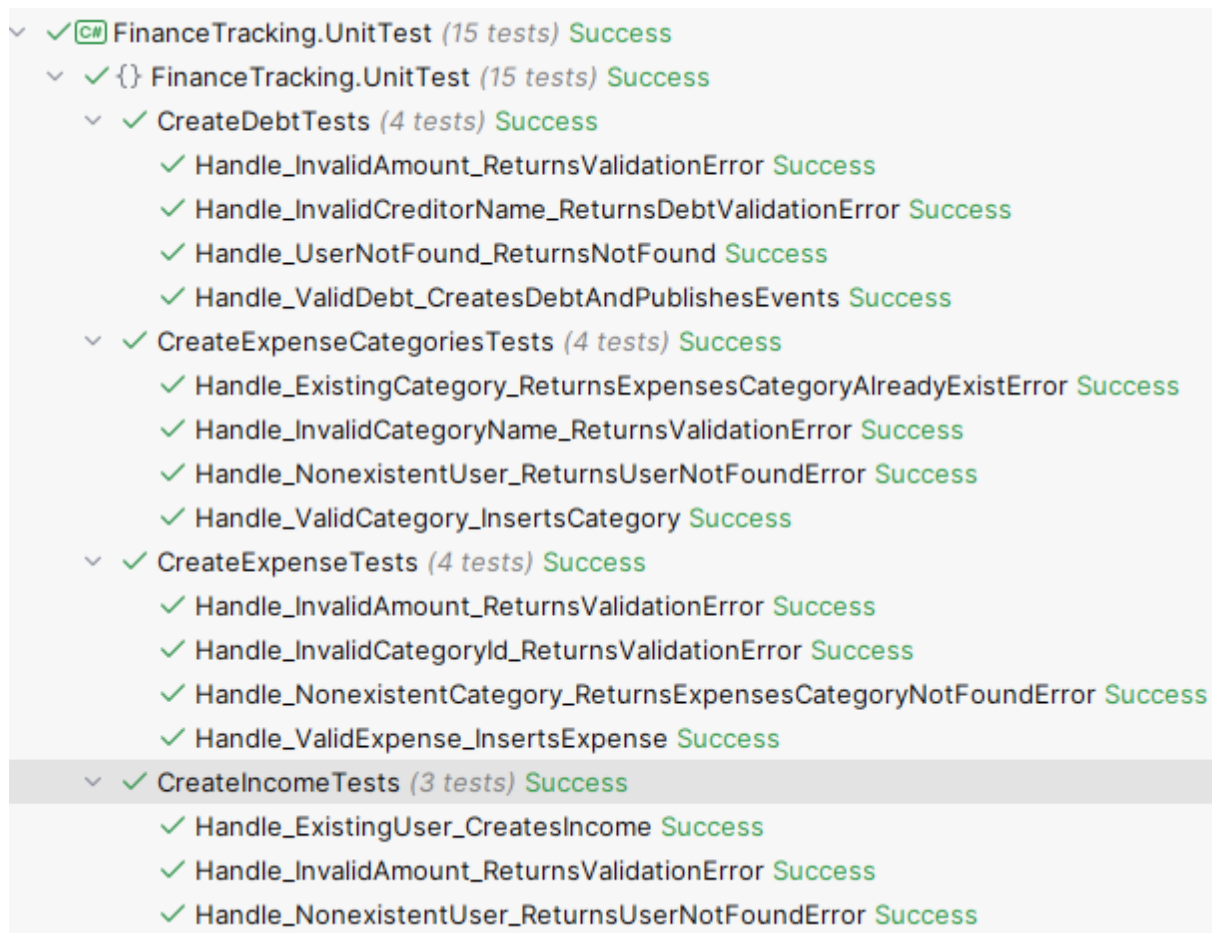 C# FinanceTracking.UnitTest (15 tests) Success
{} FinanceTracking.UnitTest (15 tests) Success
CreateDebtTests (4 tests) Success
Handle_InvalidAmount_ReturnsValidationError Success
Handle_InvalidCreditorName_ReturnsDebtValidationError Success
Handle_UserNotFound_ReturnsNotFound Success
Handle_ValidDebt_CreatesDebtAndPublishesEvents Success
CreateExpenseCategoriesTests (4 tests) Success
Handle_ExistingCategory_ReturnsExpensesCategoryAlreadyExistError Success
Handle_InvalidCategoryName_ReturnsValidationError Success
Handle_NonexistentUser_ReturnsUserNotFoundError Success
Handle_ValidCategory_InsertsCategory Success
CreateExpenseTests (4 tests) Success
Handle_InvalidAmount_ReturnsValidationError Success
Handle_InvalidCategoryId_ReturnsValidationError Success
Handle_NonexistentCategory_ReturnsExpensesCategoryNotFoundError Success
Handle_ValidExpense_InsertsExpense Success
CreateIncomeTests (3 tests) Success
Handle_ExistingUser_CreatesIncome Success
Handle_InvalidAmount_ReturnsValidationError Success
Handle_NonexistentUser_ReturnsUserNotFoundError Success